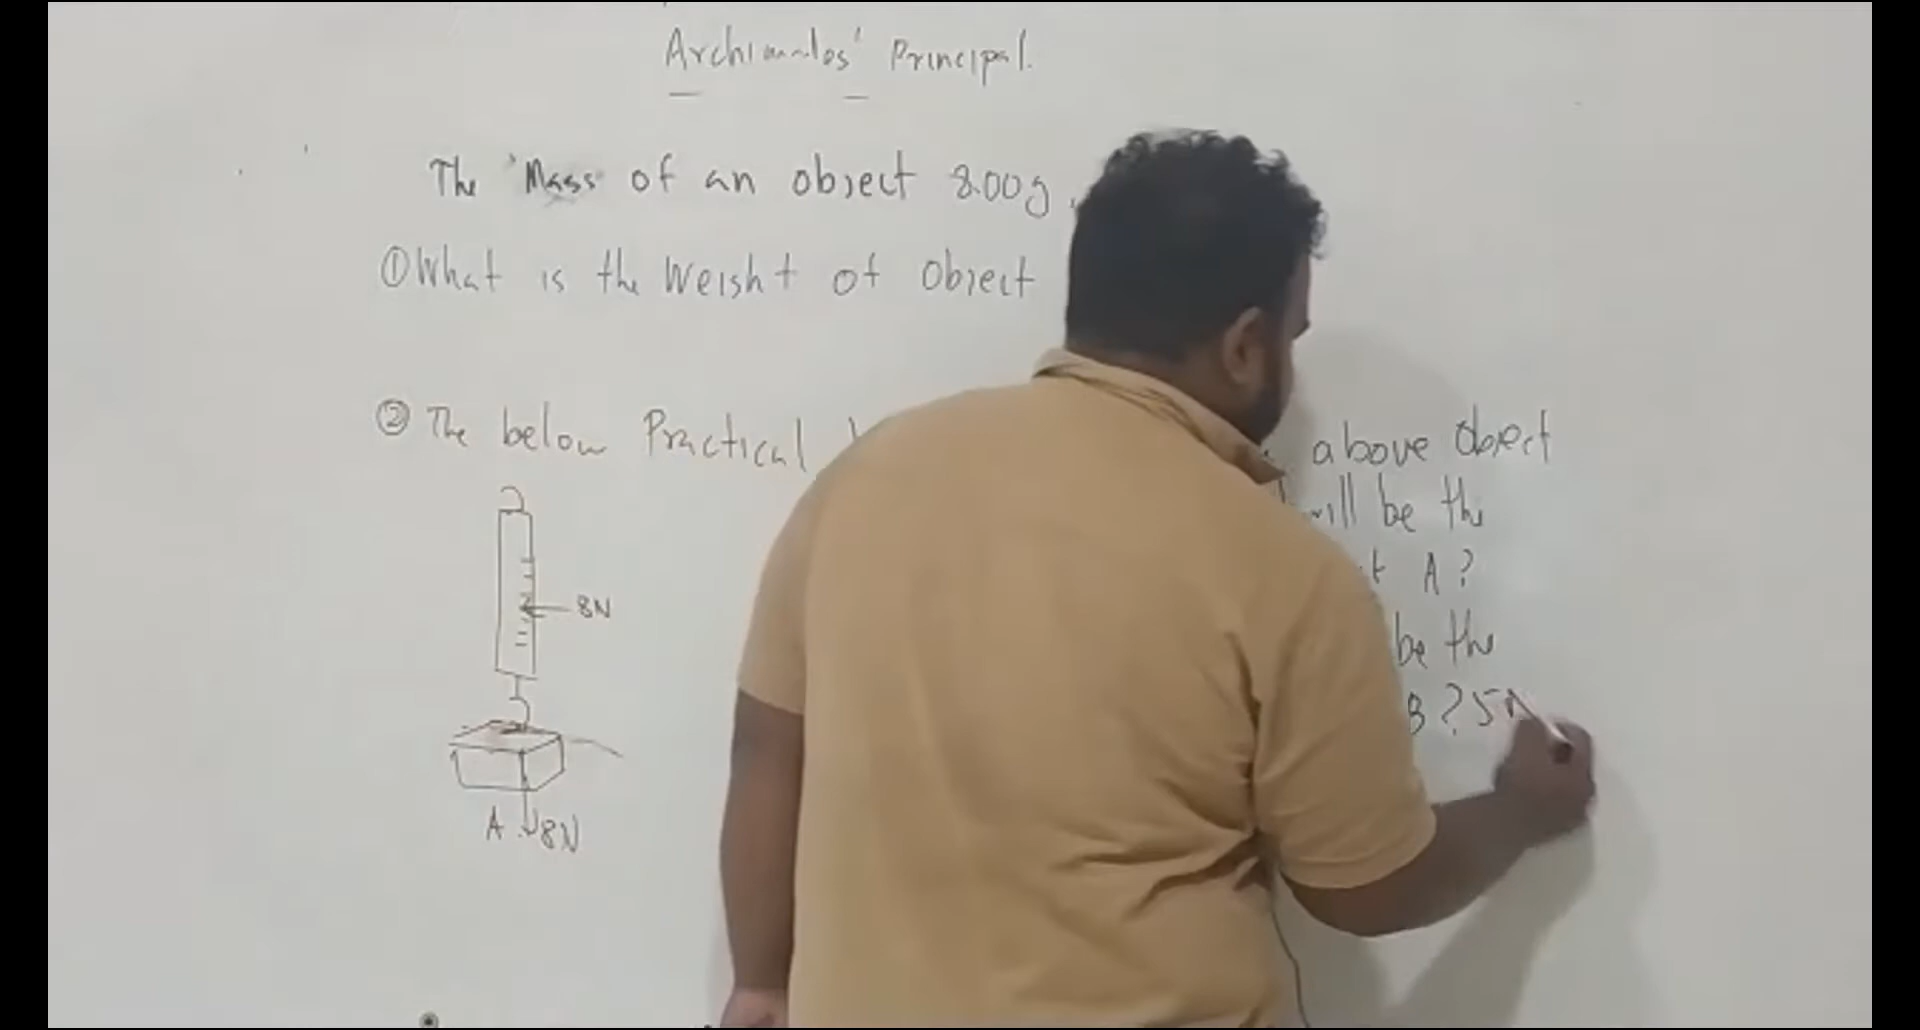 Archimedes' Principal.
The Mass of an object 800g
① What is the Weisht of Object
② The below Practical above Object
will be the
A?
8N
be the
B? 5N
A 8N